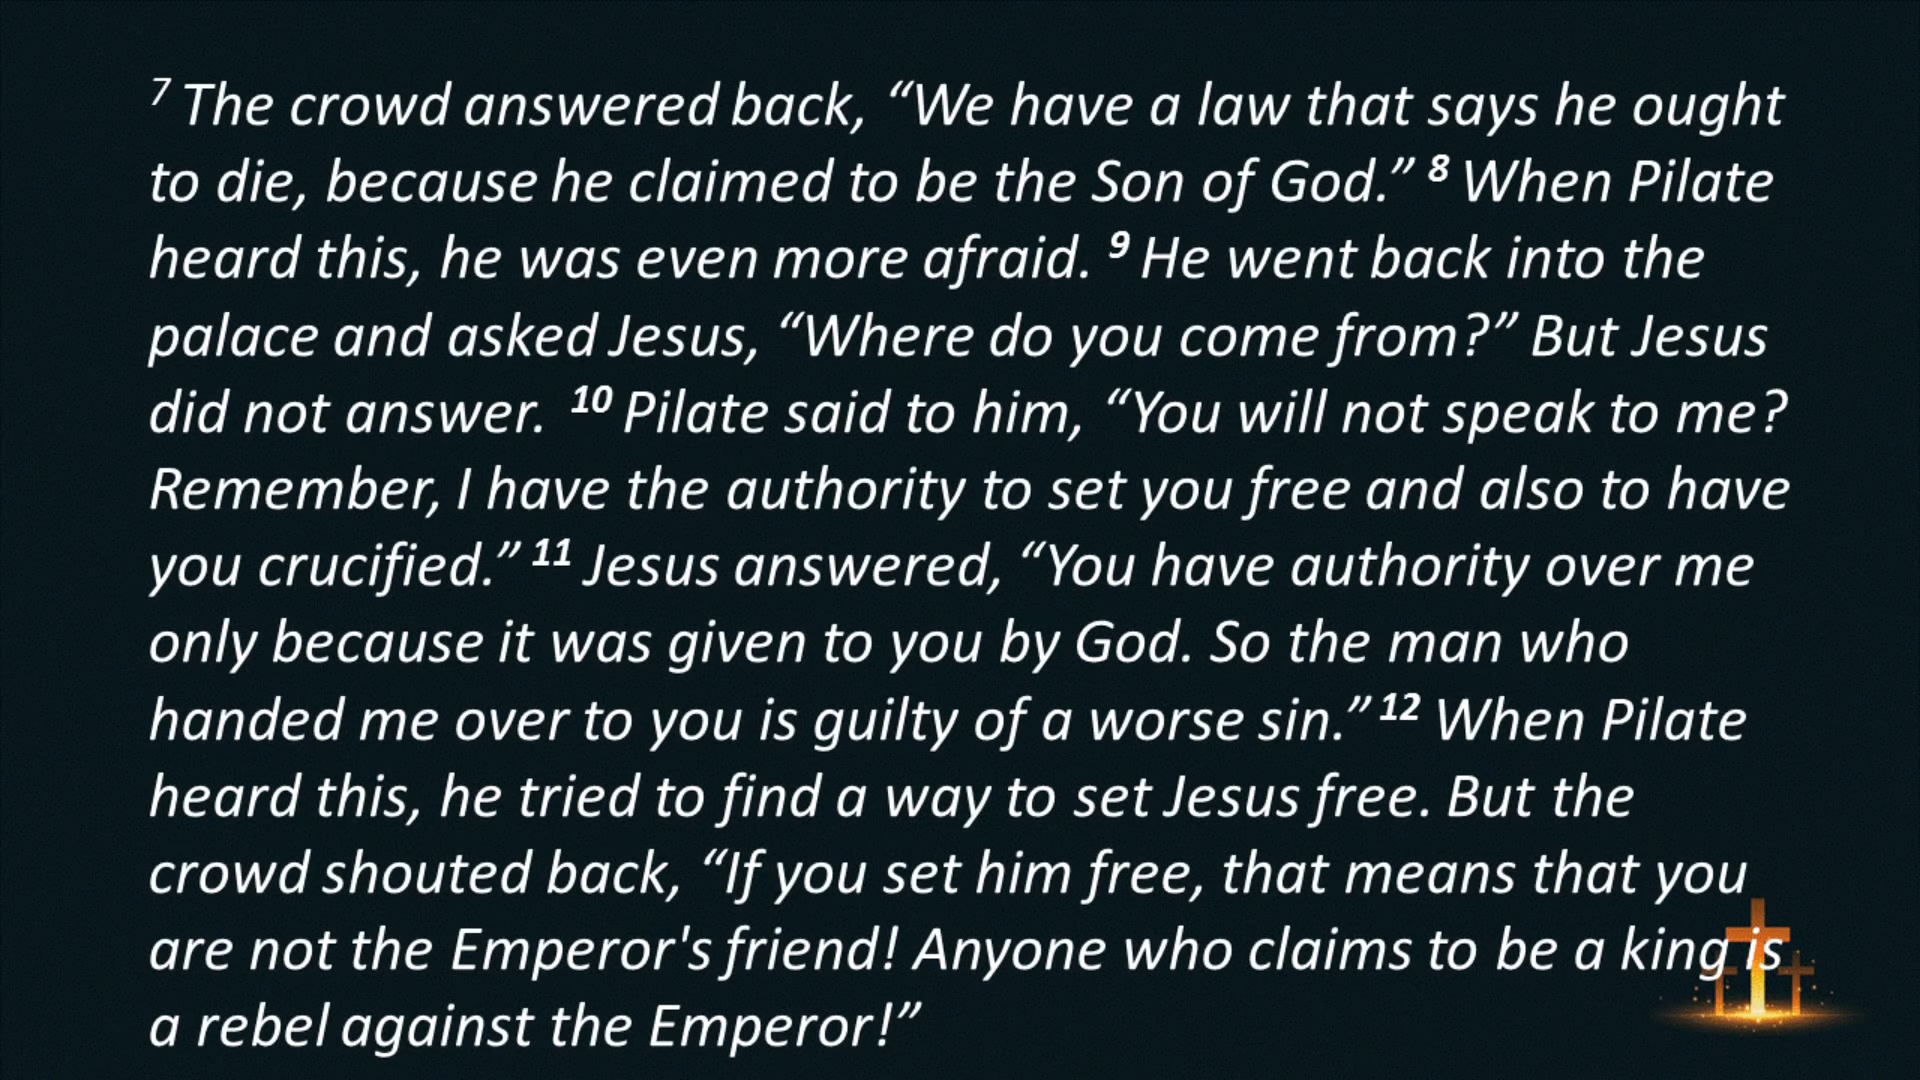 7 The crowd answered back, “We have a law that says he ought
to die, because he claimed to be the Son of God.” 8 When Pilate
heard this, he was even more afraid. 9 He went back into the
palace and asked Jesus, “Where do you come from?” But Jesus
did not answer. 10 Pilate said to him, “You will not speak to me?
Remember, I have the authority to set you free and also to have
you crucified.” 11 Jesus answered, “You have authority over me
only because it was given to you by God. So the man who
handed me over to you is guilty of a worse sin.” 12 When Pilate
heard this, he tried to find a way to set Jesus free. But the
crowd shouted back, “If you set him free, that means that you
are not the Emperor's friend! Anyone who claims to be a king is
a rebel against the Emperor!”